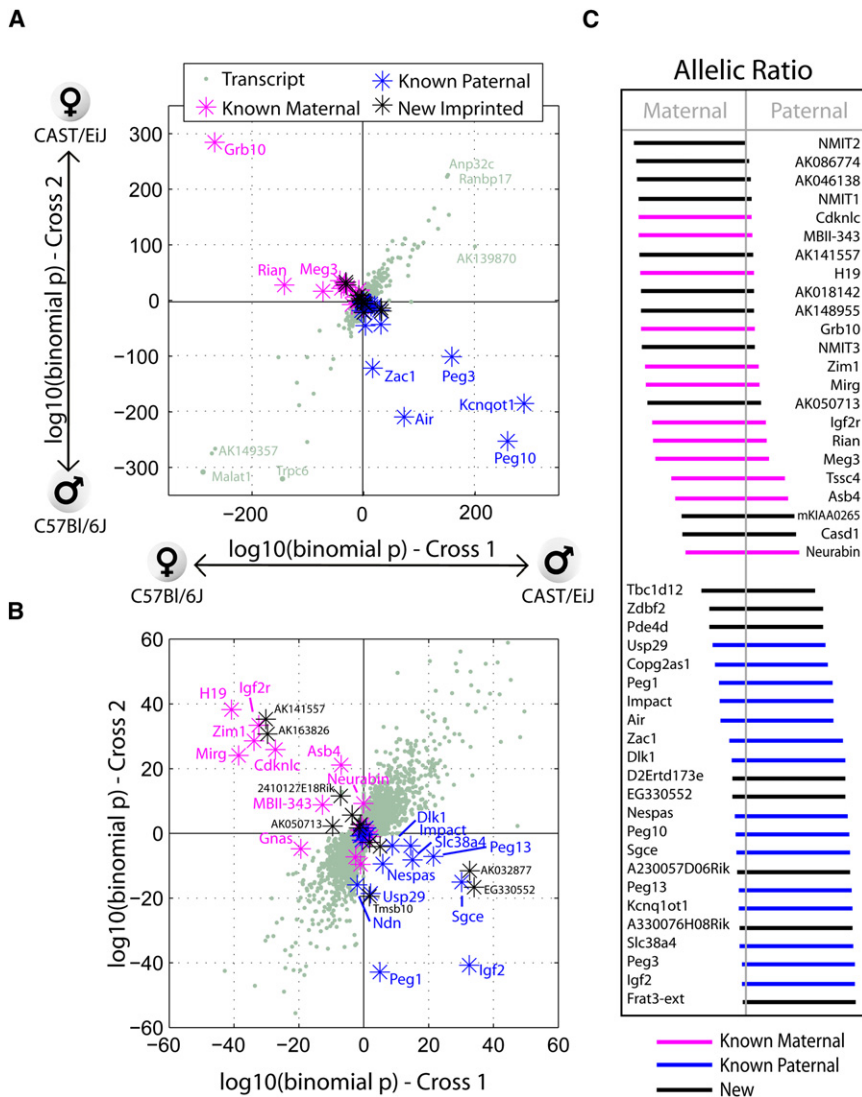 A
♀
CAST/EiJ
log10(binomial p) - Cross 2
♂
C57Bl/6J
Transcript
Known Paternal
Known Maternal
New Imprinted
300
200
100
0
−100
−200
−300
Grb10
Anp32c
Ranbp17
AK139870
Rian
Meg3
Zac1
Peg3
Kcnqot1
Air
Peg10
AK149357
Malat1
Trpc6
−200
0
200
log10(binomial p) - Cross 1
♀
C57Bl/6J
♂
CAST/EiJ
B
log10(binomial p) - Cross 2
60
40
20
0
−20
−40
−60
H19
Igf2r
AK141557
Zim1
AK163826
Mirg
Cdknlc
Asb4
Neurabin
2410127E18Rik
MBII-343
AK050713
Gnas
Dlk1
Impact
Slc38a4
Peg13
Nespas
AK032877
EG330552
Usp29
Tmsb10
Sgce
Ndn
Peg1
Igf2
−60
−40
−20
0
20
40
60
log10(binomial p) - Cross 1
C
Allelic Ratio
Maternal
Paternal
NMIT2
AK086774
AK046138
NMIT1
Cdknlc
MBII-343
AK141557
H19
AK018142
AK148955
Grb10
NMIT3
Zim1
Mirg
AK050713
Igf2r
Rian
Meg3
Tssc4
Asb4
mKIAA0265
Casd1
Neurabin
Tbc1d12
Zdbf2
Pde4d
Usp29
Copg2as1
Peg1
Impact
Air
Zac1
Dlk1
D2Ertd173e
EG330552
Nespas
Peg10
Sgce
A230057D06Rik
Peg13
Kcnq1ot1
A330076H08Rik
Slc38a4
Peg3
Igf2
Frat3-ext
Known Maternal
Known Paternal
New